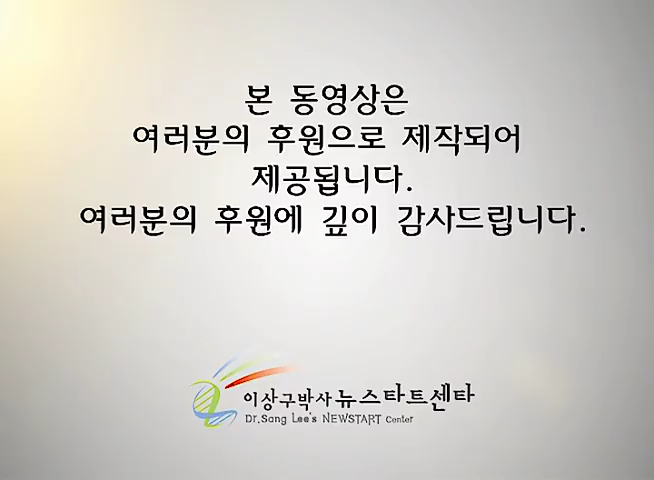 본 동영상은
여러분의 후원으로 제작되어
제공됩니다.
여러분의 후원에 깊이 감사드립니다.
이상구박사뉴스타트센타
Dr.Sang Lee's NEWSTART Center